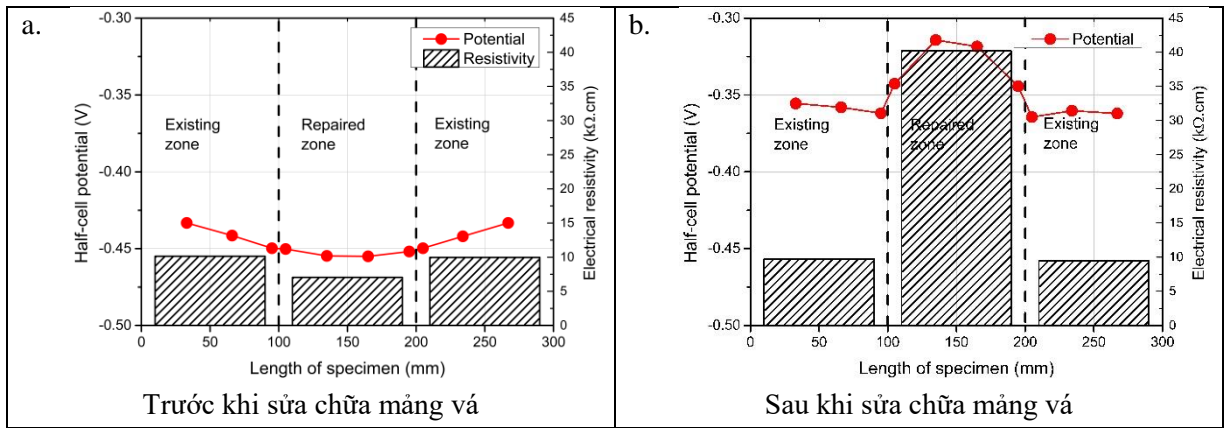 a.
-0.30
-0.35
-0.40
-0.45
-0.50
Half-cell potential (V)
Potential
Resistivity
Existing
zone
Repaired
zone
Existing
zone
45
40
35
30
25
20
15
10
5
0
Electrical resistivity (kΩ.cm)
0 50 100 150 200 250 300
Length of specimen (mm)
Trước khi sửa chữa mảng vá
b.
-0.30
-0.35
-0.40
-0.45
-0.50
Half-cell potential (V)
Potential
Existing
zone
Repaired
zone
Existing
zone
45
40
35
30
25
20
15
10
5
0
Electrical resistivity (kΩ.cm)
0 50 100 150 200 250 300
Length of specimen (mm)
Sau khi sửa chữa mảng vá